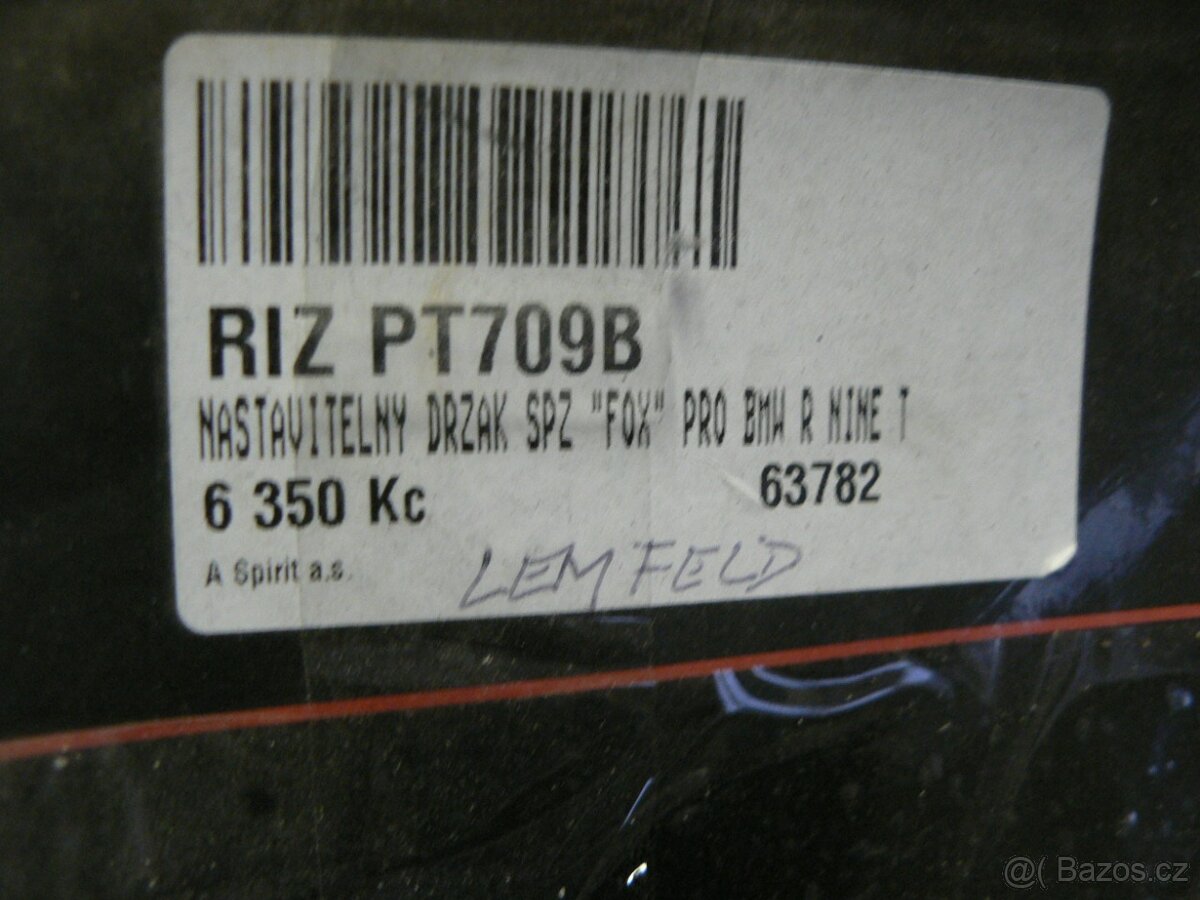 RIZ PT709B
NASTAVITELNY DRZAK SPZ "FOX" PRO BMW R NINE T
6 350 Kc 63782
A Spirit a.s.
LEMFELD
@( Bazos.cz